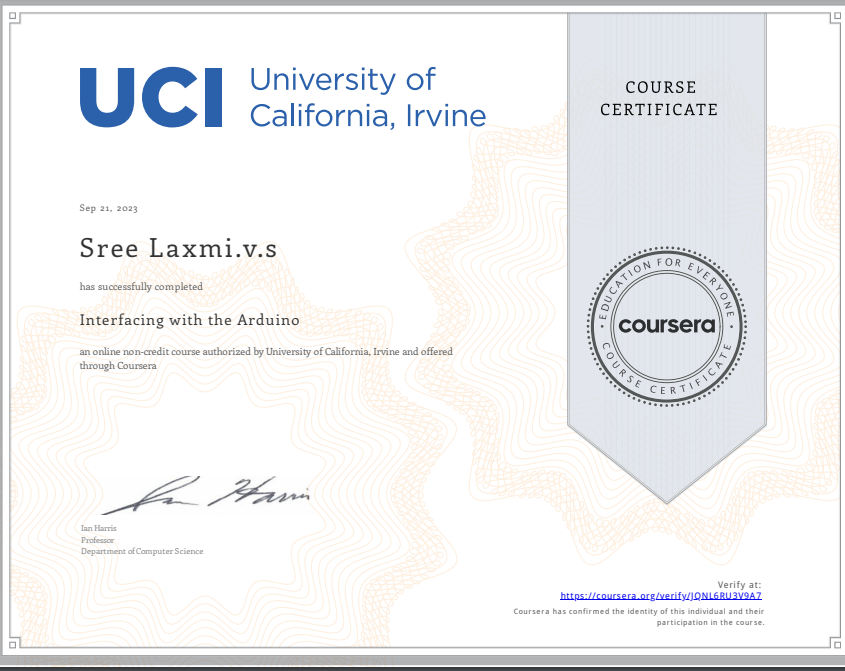 UCI University of
California, Irvine
COURSE
CERTIFICATE
Sep 21, 2023
Sree Laxmi.v.s
has successfully completed
Interfacing with the Arduino
an online non-credit course authorized by University of California, Irvine and offered
through Coursera
EDUCATION FOR EVERYONE
coursera
COURSE CERTIFICATE
Ian Harris
Ian Harris
Professor
Department of Computer Science
Verify at:
https://coursera.org/verify/JQNL6RU3V9A7
Coursera has confirmed the identity of this individual and their
participation in the course.